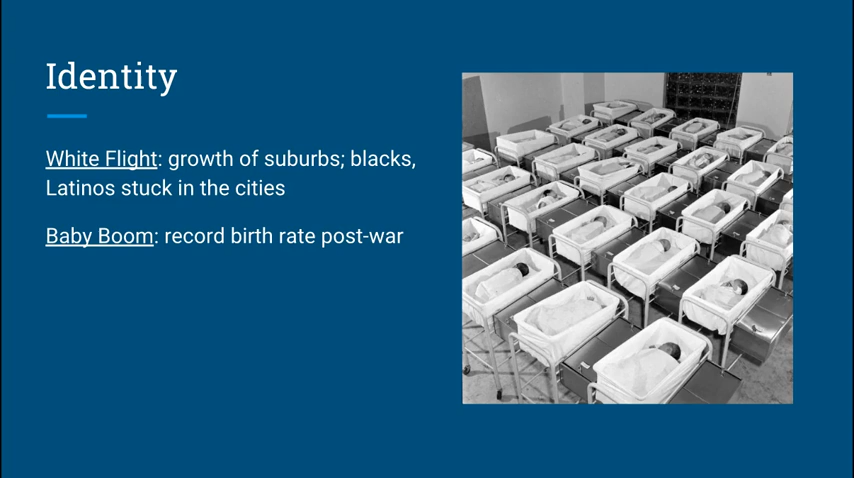 Identity
White Flight: growth of suburbs; blacks,
Latinos stuck in the cities
Baby Boom: record birth rate post-war